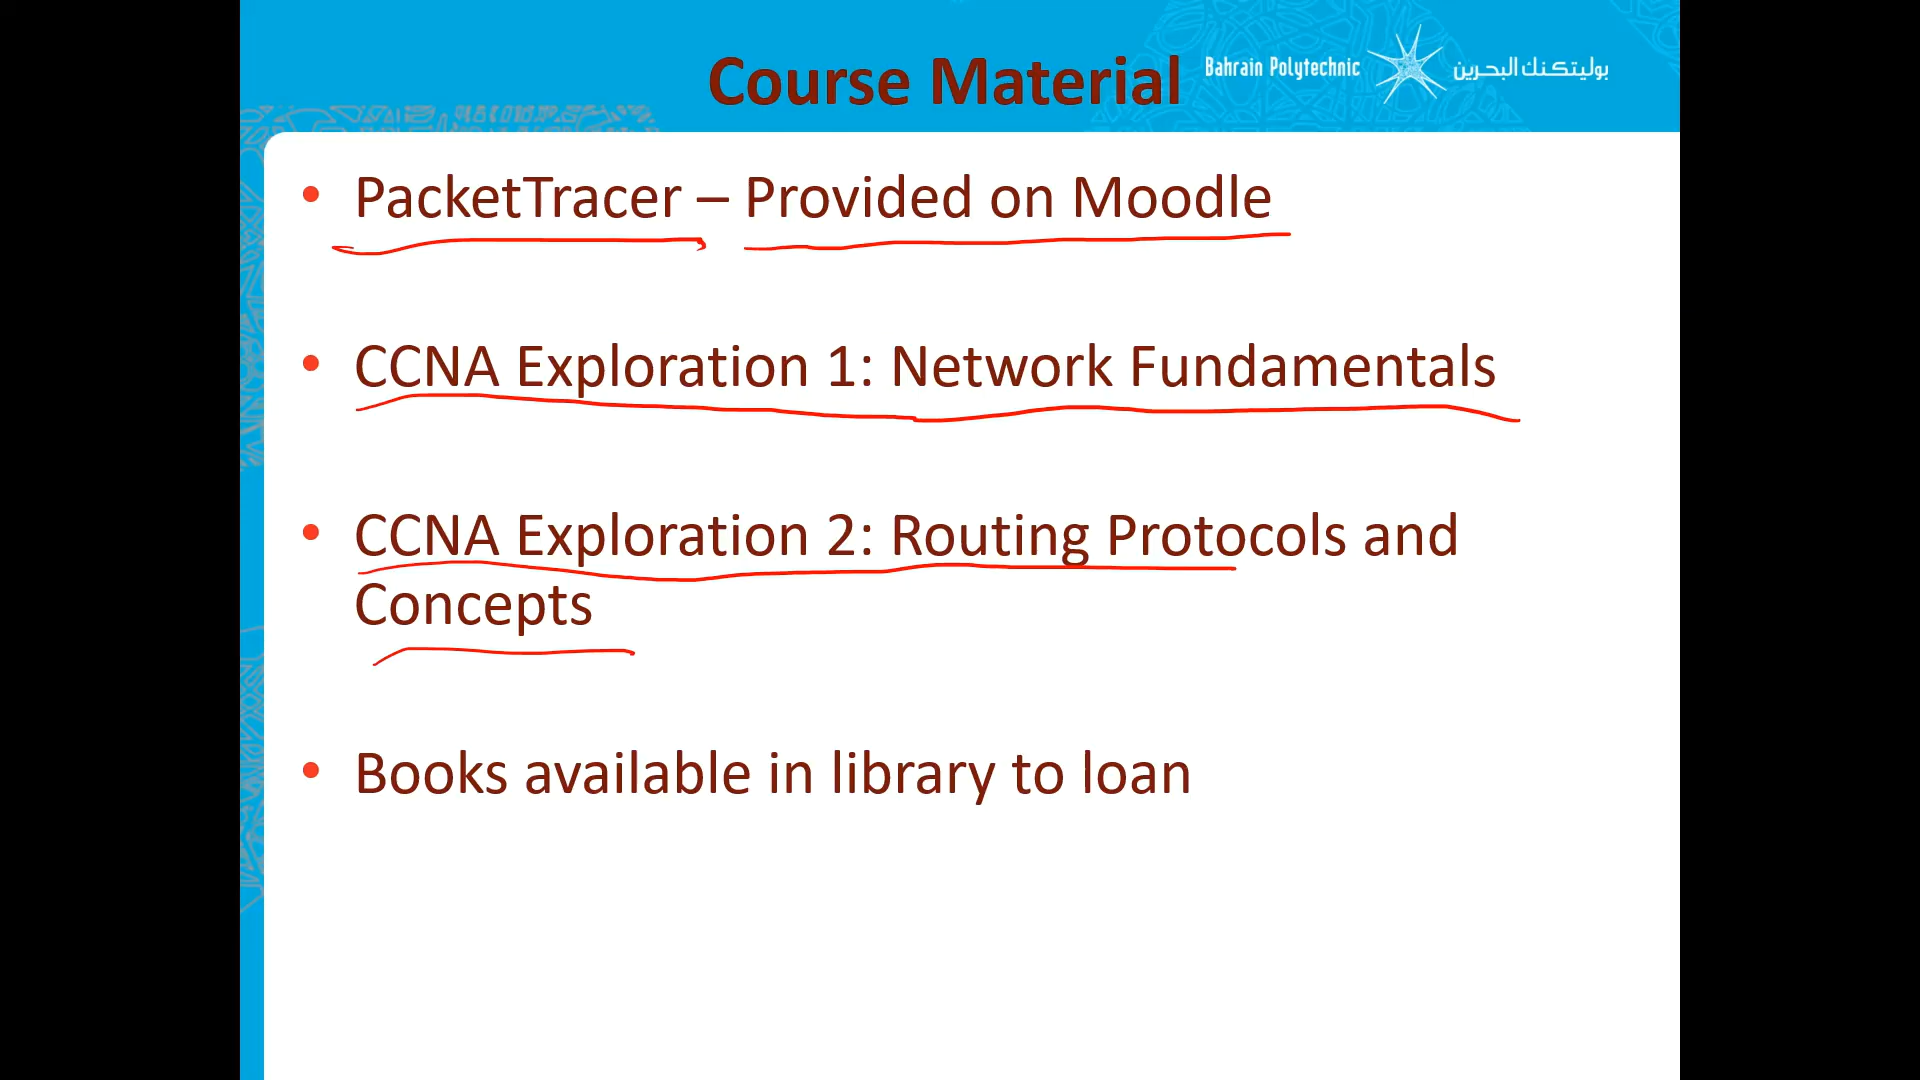 Course Material
Bahrain Polytechnic
بوليتكنك البحرين
• PacketTracer – Provided on Moodle
• CCNA Exploration 1: Network Fundamentals
• CCNA Exploration 2: Routing Protocols and
Concepts
• Books available in library to loan